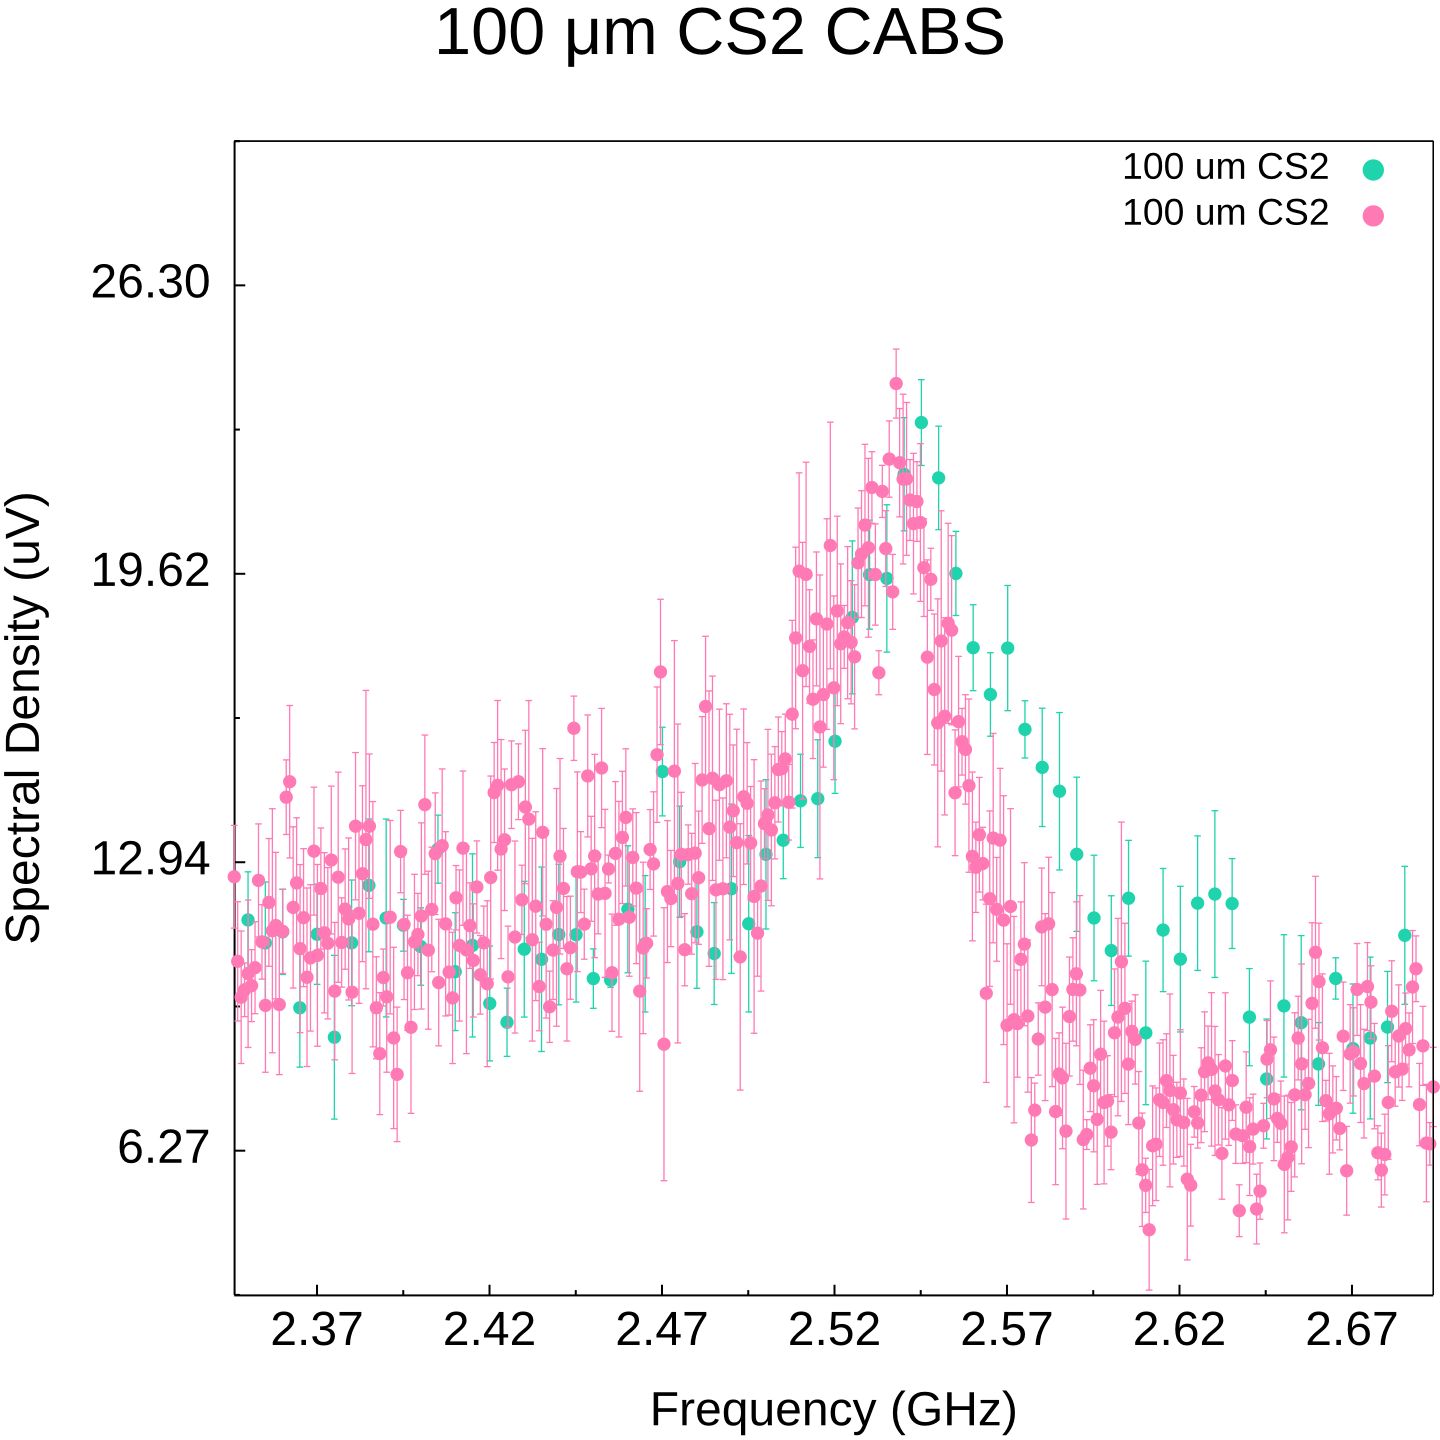 100 μm CS2 CABS
100 um CS2
100 um CS2
26.30
19.62
12.94
6.27
Spectral Density (uV)
2.37 2.42 2.47 2.52 2.57 2.62 2.67
Frequency (GHz)